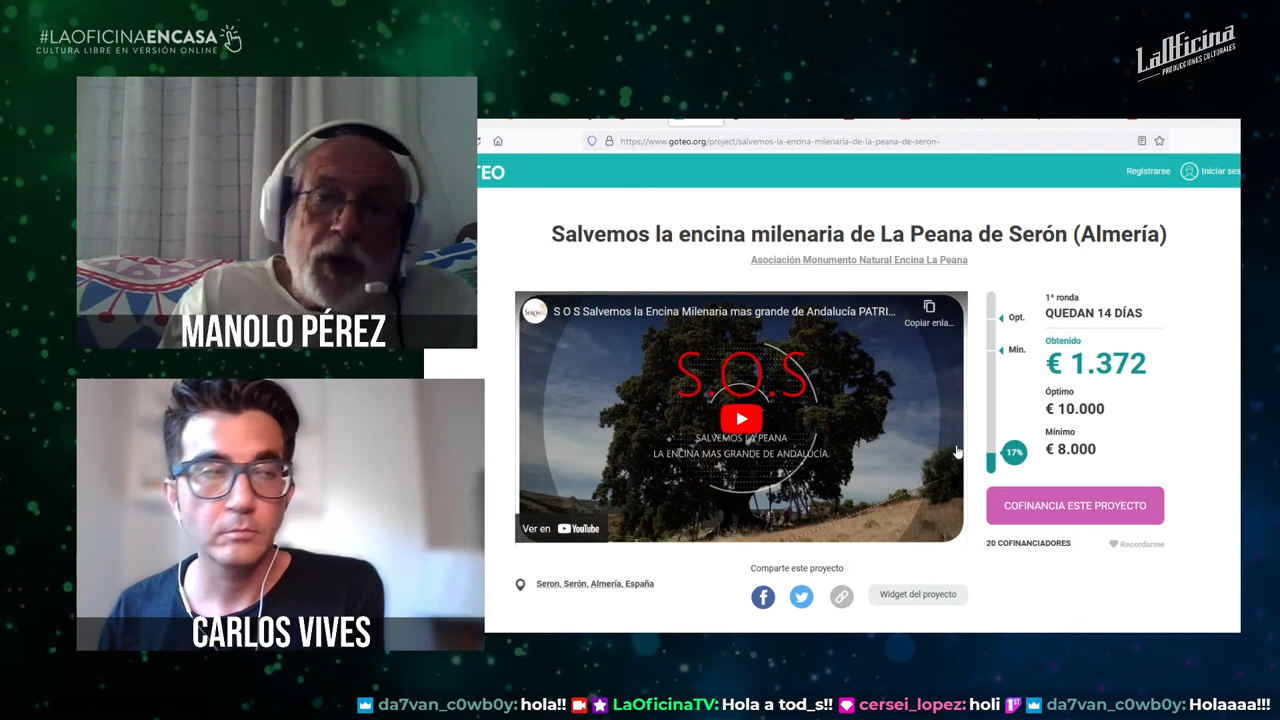 #LAOFICINAENCASA
CULTURA LIBRE EN VERSIÓN ONLINE
LaOficina
PRODUCCIONES CULTURALES
MANOLO PÉREZ
CARLOS VIVES
https://www.goteo.org/project/salvemos-la-encina-milenaria-de-la-peana-de-seron-
TEO
Registrarse
Iniciar ses
Salvemos la encina milenaria de La Peana de Serón (Almería)
Asociación Monumento Natural Encina La Peana
S O S Salvemos la Encina Milenaria mas grande de Andalucía PATRI...
Copiar enla...
S.O.S
SALVEMOS LA PEANA
LA ENCINA MAS GRANDE DE ANDALUCÍA
Ver en YouTube
Opt.
Min.
17%
1ª ronda
QUEDAN 14 DÍAS
Obtenido
€ 1.372
Óptimo
€ 10.000
Mínimo
€ 8.000
COFINANCIA ESTE PROYECTO
20 COFINANCIADORES
Recordarme
Seron, Serón, Almería, España
Comparte este proyecto
Widget del proyecto
da7van_c0wb0y: hola!! LaOficinaTV: Hola a tod_s!! cersei_lopez: holi 1st da7van_c0wb0y: Holaaaa!!!